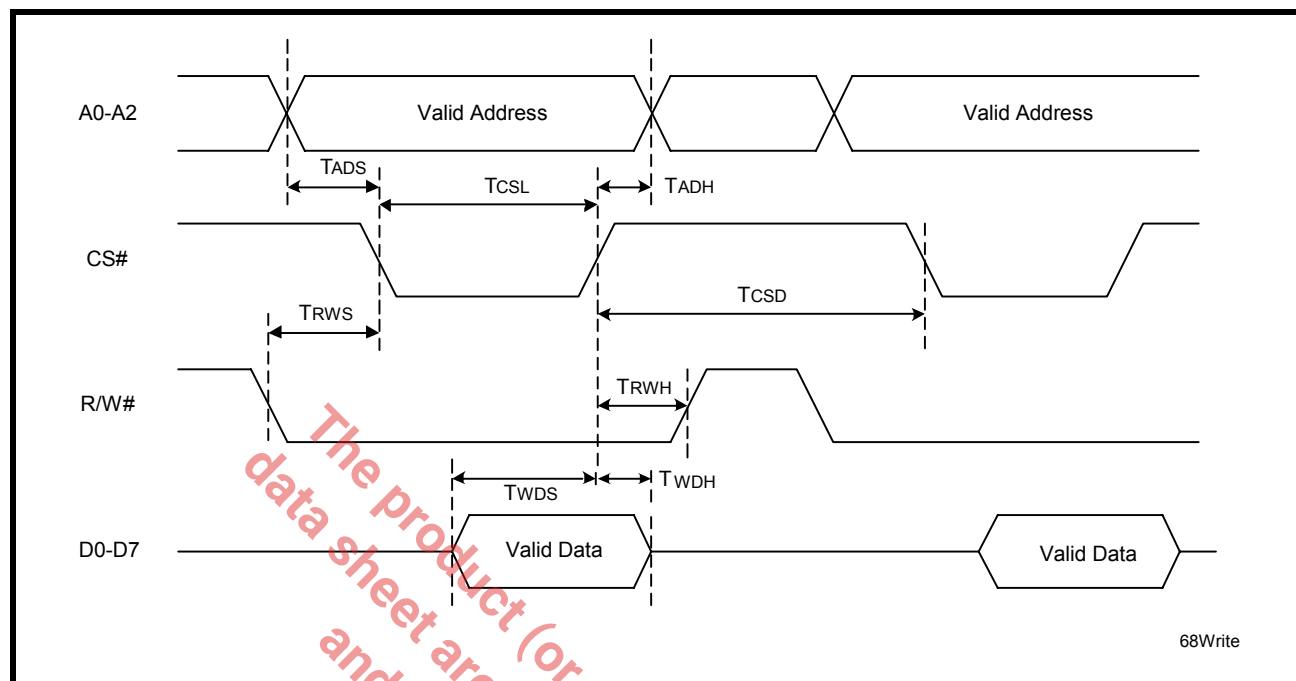 A0-A2
Valid Address
Valid Address
TADS
TCSL
TADH
CS#
TCSD
TRWS
TRWH
R/W#
TWDS
TWDH
D0-D7
Valid Data
Valid Data
68Write
The product (or
data sheet are
and